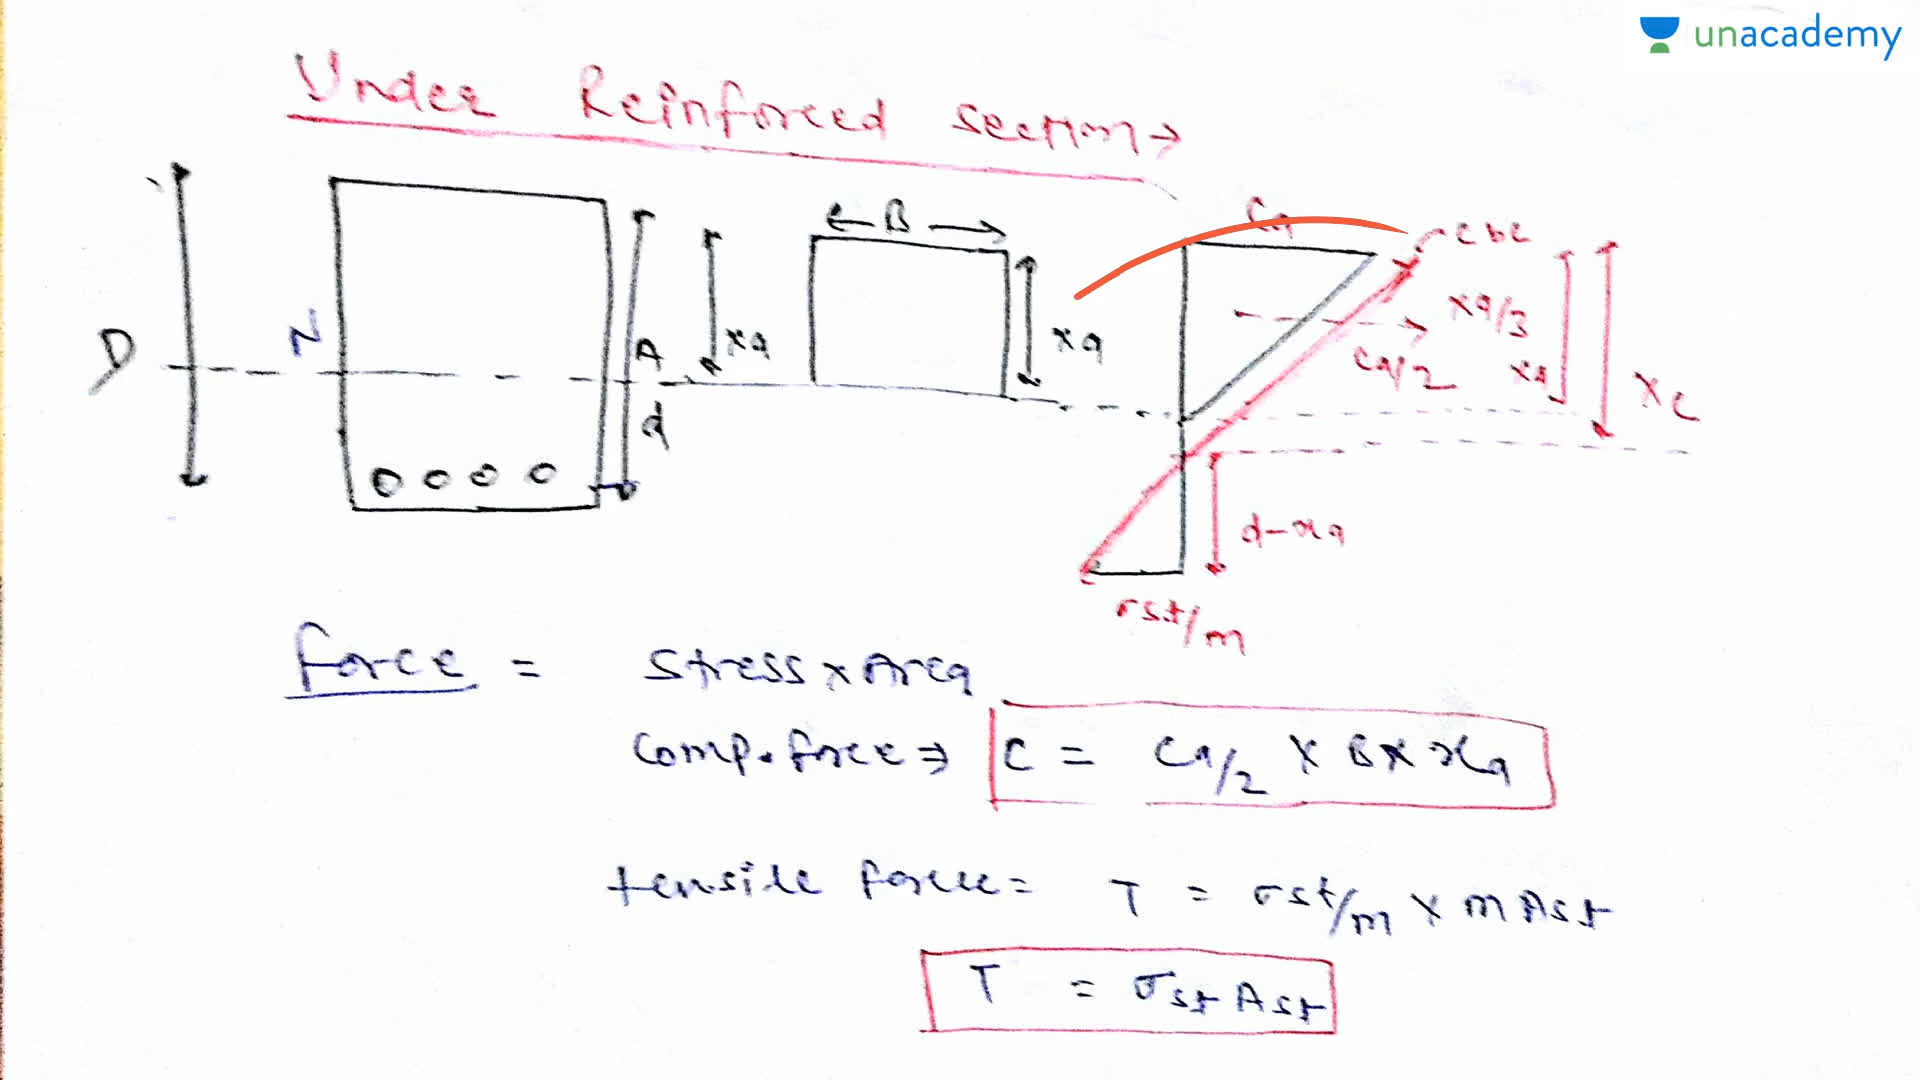 unacademy
Under Reinforced section→
D
N
A
d
xa
B
xa
Ca
cbc
xa/3
Ca/2
xa
xc
d-xa
σst/m
Force = Stress x Area
Comp. force ⇒ C = Ca/2 x B x xa
tensile force = T = σst/m x m Ast
T = σst Ast